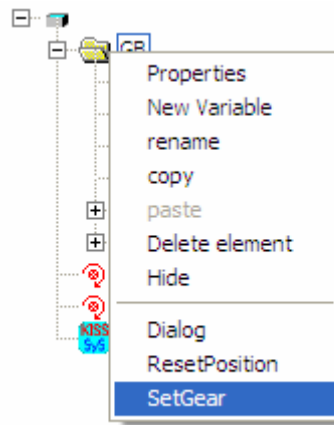 GB
Properties
New Variable
rename
copy
paste
Delete element
Hide
KISS
SyS
Dialog
ResetPosition
SetGear